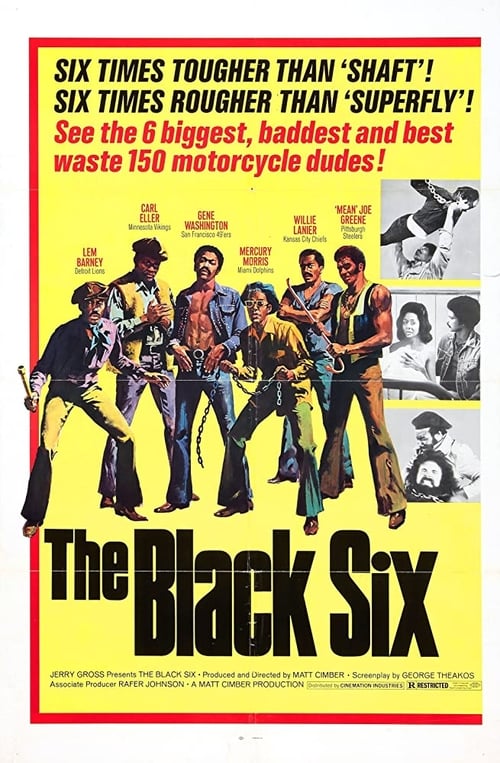 SIX TIMES TOUGHER THAN 'SHAFT'!
SIX TIMES ROUGHER THAN 'SUPERFLY'!
See the 6 biggest, baddest and best
waste 150 motorcycle dudes!
LEM
BARNEY
Detroit Lions
CARL
ELLER
Minnesota Vikings
GENE
WASHINGTON
San Francisco 49'ers
MERCURY
MORRIS
Miami Dolphins
WILLIE
LANIER
Kansas City Chiefs
'MEAN' JOE
GREENE
Pittsburgh
Steelers
The Black Six
JERRY GROSS Presents THE BLACK SIX • Produced and Directed by MATT CIMBER • Screenplay by GEORGE THEAKOS
Associate Producer RAFER JOHNSON • A MATT CIMBER PRODUCTION Distributed by CINEMATION INDUSTRIES R RESTRICTED